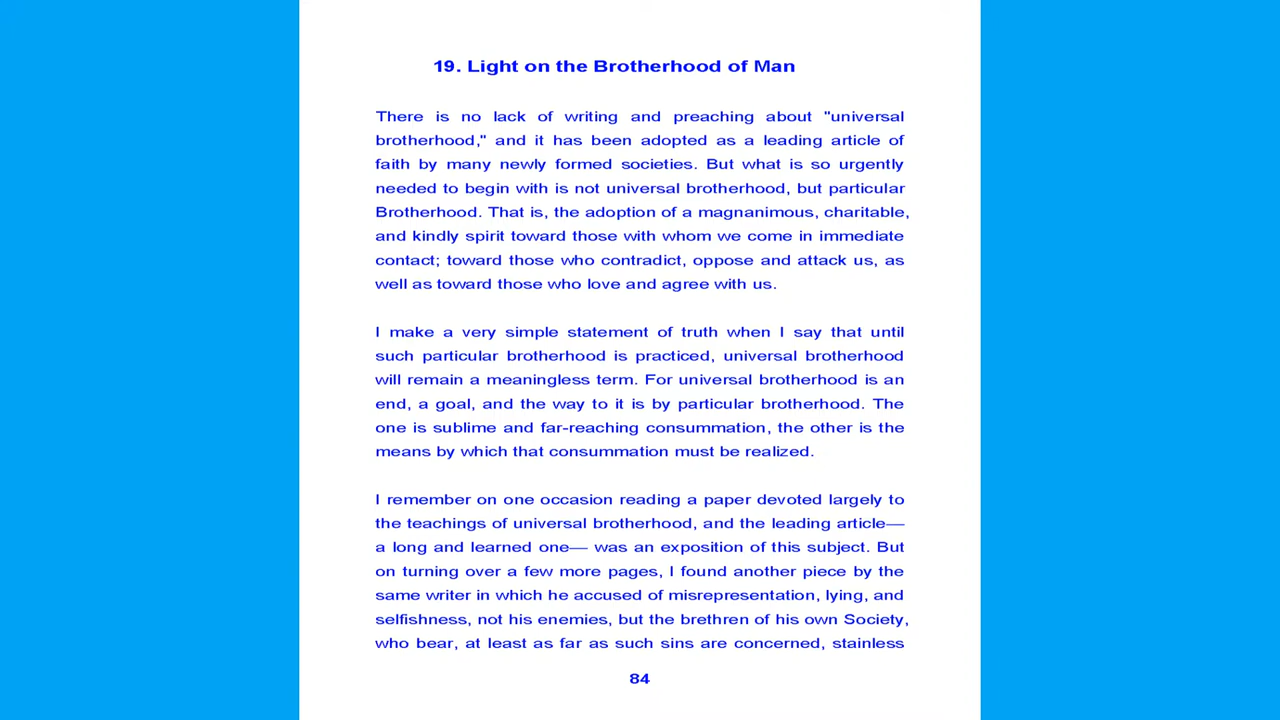 19. Light on the Brotherhood of Man
There is no lack of writing and preaching about "universal
brotherhood," and it has been adopted as a leading article of
faith by many newly formed societies. But what is so urgently
needed to begin with is not universal brotherhood, but particular
Brotherhood. That is, the adoption of a magnanimous, charitable,
and kindly spirit toward those with whom we come in immediate
contact; toward those who contradict, oppose and attack us, as
well as toward those who love and agree with us.
I make a very simple statement of truth when I say that until
such particular brotherhood is practiced, universal brotherhood
will remain a meaningless term. For universal brotherhood is an
end, a goal, and the way to it is by particular brotherhood. The
one is sublime and far-reaching consummation, the other is the
means by which that consummation must be realized.
I remember on one occasion reading a paper devoted largely to
the teachings of universal brotherhood, and the leading article—
a long and learned one— was an exposition of this subject. But
on turning over a few more pages, I found another piece by the
same writer in which he accused of misrepresentation, lying, and
selfishness, not his enemies, but the brethren of his own Society,
who bear, at least as far as such sins are concerned, stainless
84